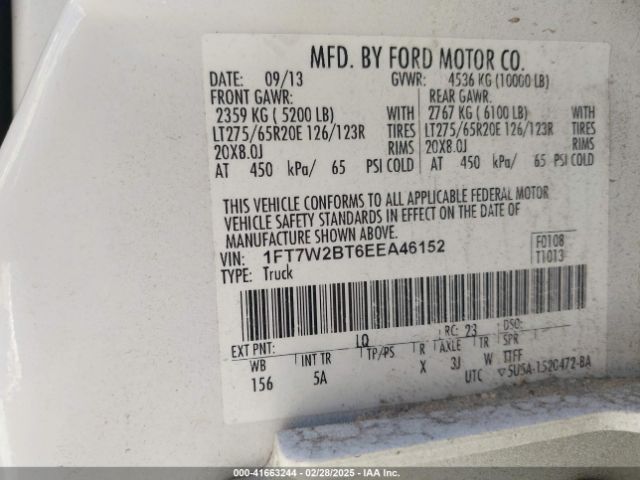 MFD. BY FORD MOTOR CO.
DATE: 09/13 GVWR: 4536 KG (10000 LB)
FRONT GAWR: REAR GAWR:
2359 KG ( 5200 LB) WITH 2767 KG ( 6100 LB) WITH
LT275/65R20E 126/123R TIRES LT275/65R20E 126/123R TIRES
20X8.0J RIMS 20X8.0J RIMS
AT 450 kPa/ 65 PSI COLD AT 450 kPa/ 65 PSI COLD
THIS VEHICLE CONFORMS TO ALL APPLICABLE FEDERAL MOTOR
VEHICLE SAFETY STANDARDS IN EFFECT ON THE DATE OF
MANUFACTURE SHOWN ABOVE.
VIN: 1FT7W2BT6EEA46152 F0108
TYPE: Truck T1013
EXT PNT: LQ RC: 23 DSO:
WB INT TR TP/PS R AXLE TR SPR
156 5A X 3J W TTFF
UTC ▽5U5A-1520472-BA
000-41663244 02/28/2025 IAA Inc.